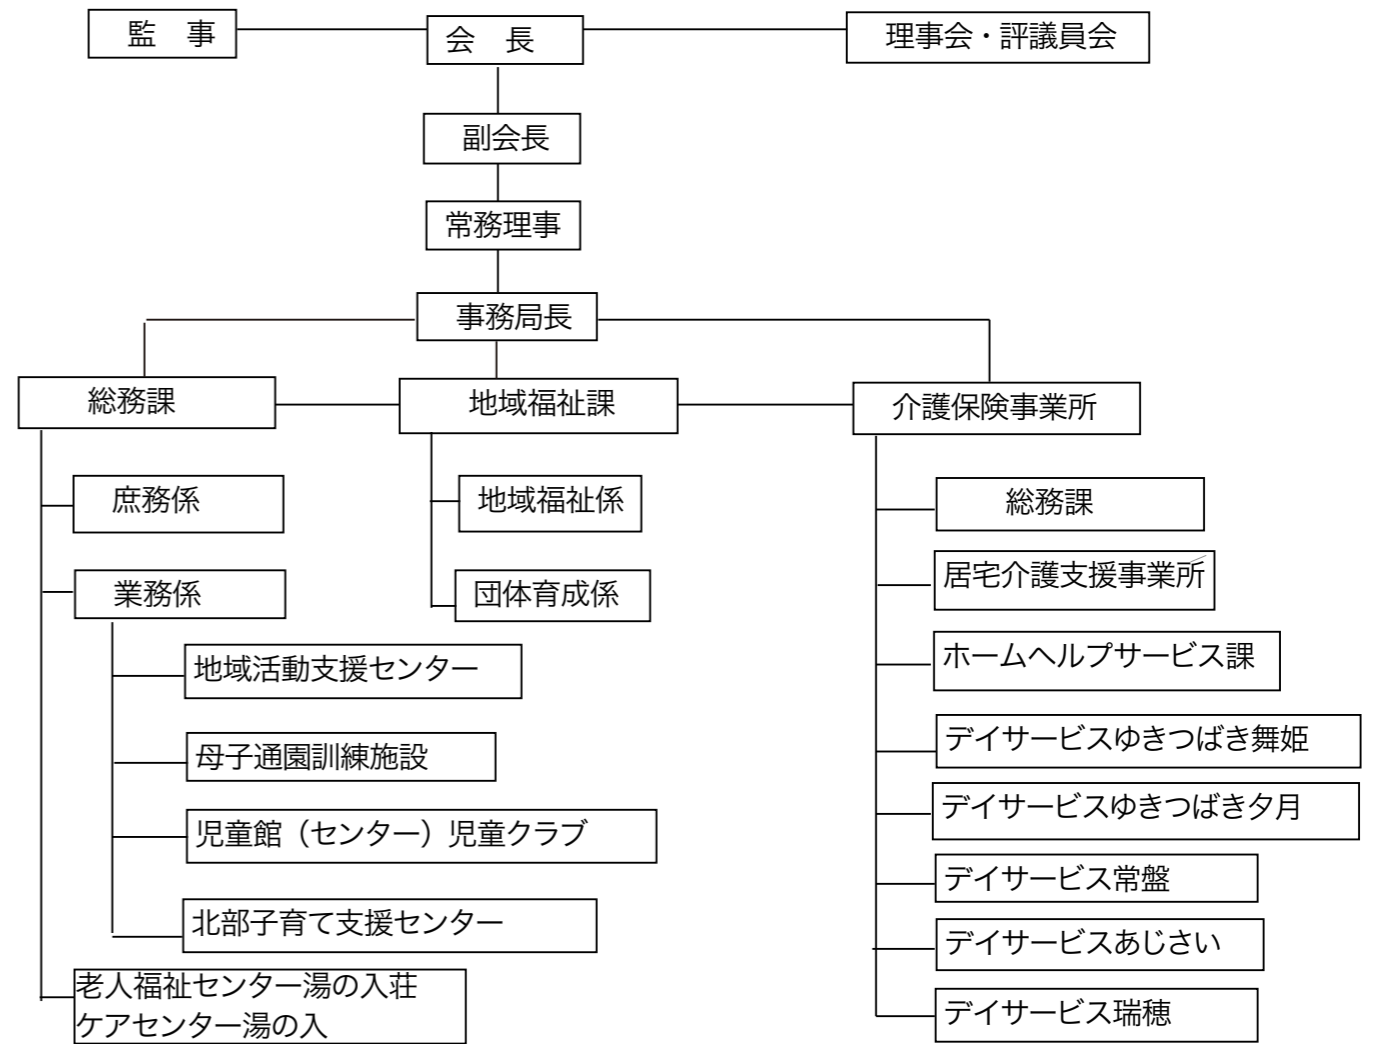 監　事
会　長
理事会・評議員会
副会長
常務理事
事務局長
総務課
地域福祉課
介護保険事業所
庶務係
業務係
地域活動支援センター
母子通園訓練施設
児童館（センター）児童クラブ
北部子育て支援センター
老人福祉センター湯の入荘
ケアセンター湯の入
地域福祉係
団体育成係
総務課
居宅介護支援事業所
ホームヘルプサービス課
デイサービスゆきつばき舞姫
デイサービスゆきつばき夕月
デイサービス常盤
デイサービスあじさい
デイサービス瑞穂